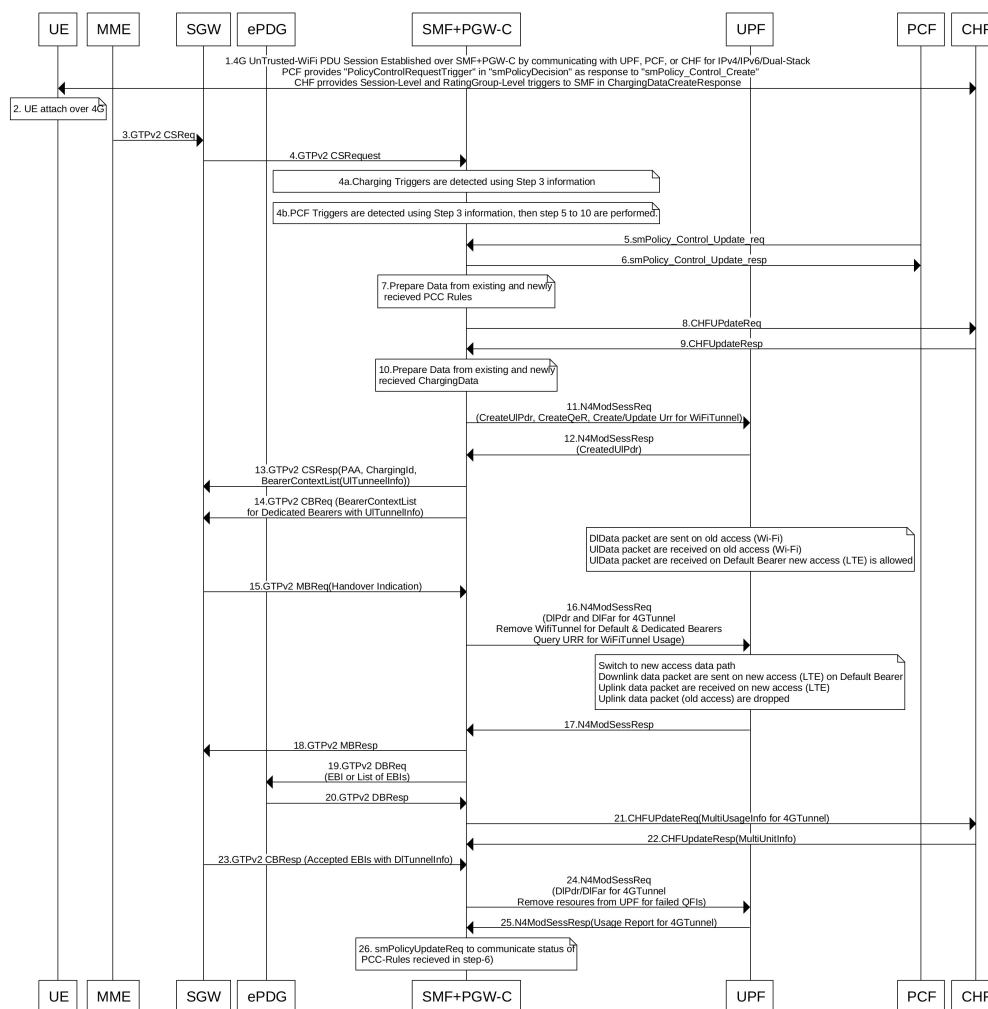 UE MME SGW ePDG SMF+PGW-C UPF PCF CHF
1.4G UnTrusted-WiFi PDU Session Established over SMF+PGW-C by communicating with UPF, PCF, or CHF for IPv4/IPv6/Dual-Stack
PCF provides "PolicyControlRequestTrigger" in "smPolicyDecision" as response to "smPolicy_Control_Create"
CHF prrovides Session-Level and RatingGroup-Level triggers to SMF in ChargingDataCreateResponse
2. UE attach over 4G
3.GTPv2 CSReq
4.GTPv2 CSRequest
4a.Charging Triggers are detected using Step 3 information
4b.PCF Triggers are detected using Step 3 information, then step 5 to 10 are performed.
5.smPolicy_Control_Update_req
6.smPolicy_Control_Update_resp
7.Prepare Data from existing and newly
recieved PCC Rules
8.CHFUPdateReq
9.CHFUpdateResp
10.Prepare Data from existing and newly
recieved ChargingData
11.N4ModSessReq
(CreateUlPdr, CreateQeR, Create/Update Urr for WiFiTunnel)
12.N4ModSessResp
(CreatedUlPdr)
13.GTPv2 CSResp(PAA, ChargingId,
BearerContextList(UlTunneelInfo))
14.GTPv2 CBReq (BearerContextList
for Dedicated Bearers with UlTunnelInfo)
DlData packet are sent on old access (Wi-Fi)
UlData packet are received on old access (Wi-Fi)
UlData packet are received on Default Bearer new access (LTE) is allowed
15.GTPv2 MBReq(Handover Indication)
16.N4ModSessReq
(DlPdr and DlFar for 4GTunnel
Remove WifiTunnel for Default & Dedicated Bearers
Query URR for WiFiTunnel Usage)
Switch to new access data path
Downlink data packet are sent on new access (LTE) on Default Bearer
Uplink data packet are received on new access (LTE)
Uplink data packet (old access) are dropped
17.N4ModSessResp
18.GTPv2 MBResp
19.GTPv2 DBReq
(EBI or List of EBIs)
20.GTPv2 DBResp
21.CHFUPdateReq(MultiUsageInfo for 4GTunnel)
22.CHFUpdateResp(MultiUnitInfo)
23.GTPv2 CBResp (Accepted EBIs with DlTunnelInfo)
24.N4ModSessReq
(DlPdr/DlFar for 4GTunnel
Remove resoures from UPF for failed QFIs)
25.N4ModSessResp(Usage Report for 4GTunnel)
26. smPolicyUpdateReq to communicate status of
PCC-Rules recieved in step-6)
UE MME SGW ePDG SMF+PGW-C UPF PCF CHF